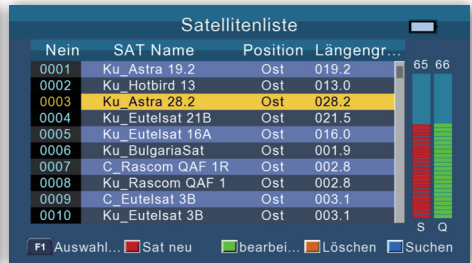 Satellitenliste
Nein SAT Name Position Längengr...
65 66
0001 Ku_Astra 19.2 Ost 019.2
0002 Ku_Hotbird 13 Ost 013.0
0003 Ku_Astra 28.2 Ost 028.2
0004 Ku_Eutelsat 21B Ost 021.5
0005 Ku_Eutelsat 16A Ost 016.0
0006 Ku_BulgariaSat Ost 001.9
0007 C_Rascom QAF 1R Ost 002.8
0008 Ku_Rascom QAF 1 Ost 002.8
0009 C_Eutelsat 3B Ost 003.1
0010 Ku_Eutelsat 3B Ost 003.1
S Q
F1 Auswahl... Sat neu bearbei... Löschen Suchen